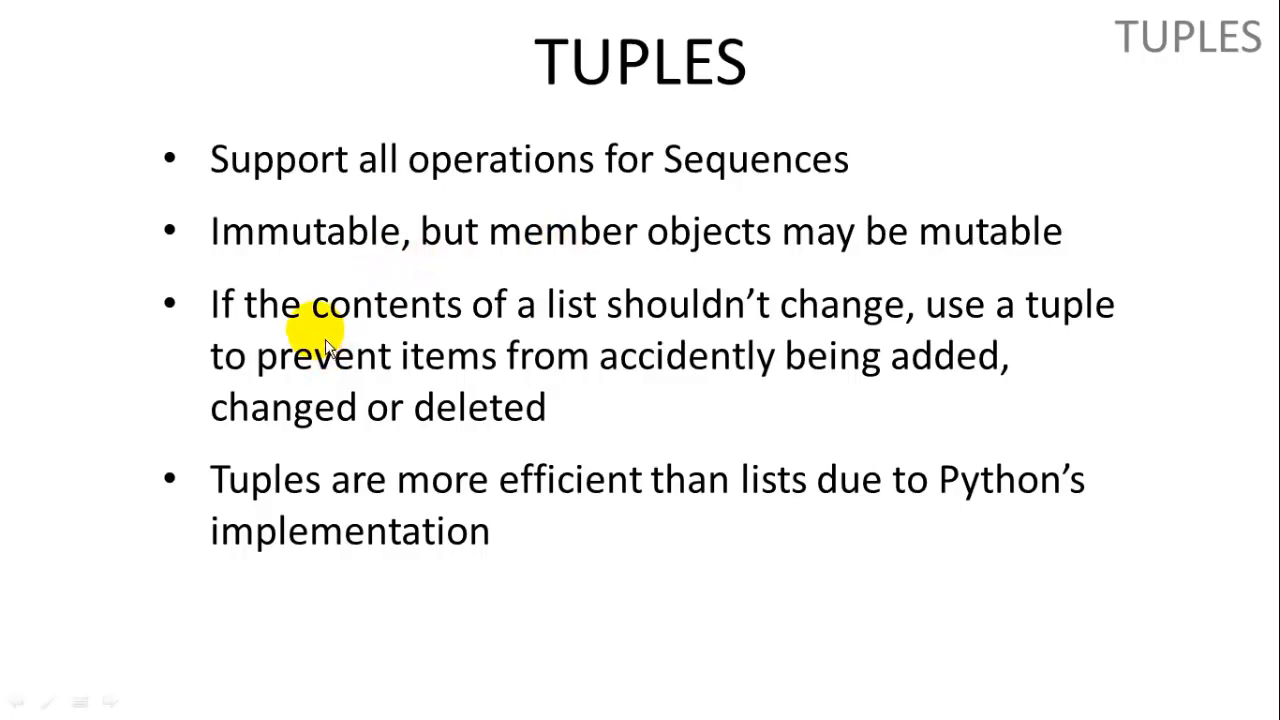 TUPLES
TUPLES
• Support all operations for Sequences
• Immutable, but member objects may be mutable
• If the contents of a list shouldn’t change, use a tuple
to prevent items from accidently being added,
changed or deleted
• Tuples are more efficient than lists due to Python’s
implementation